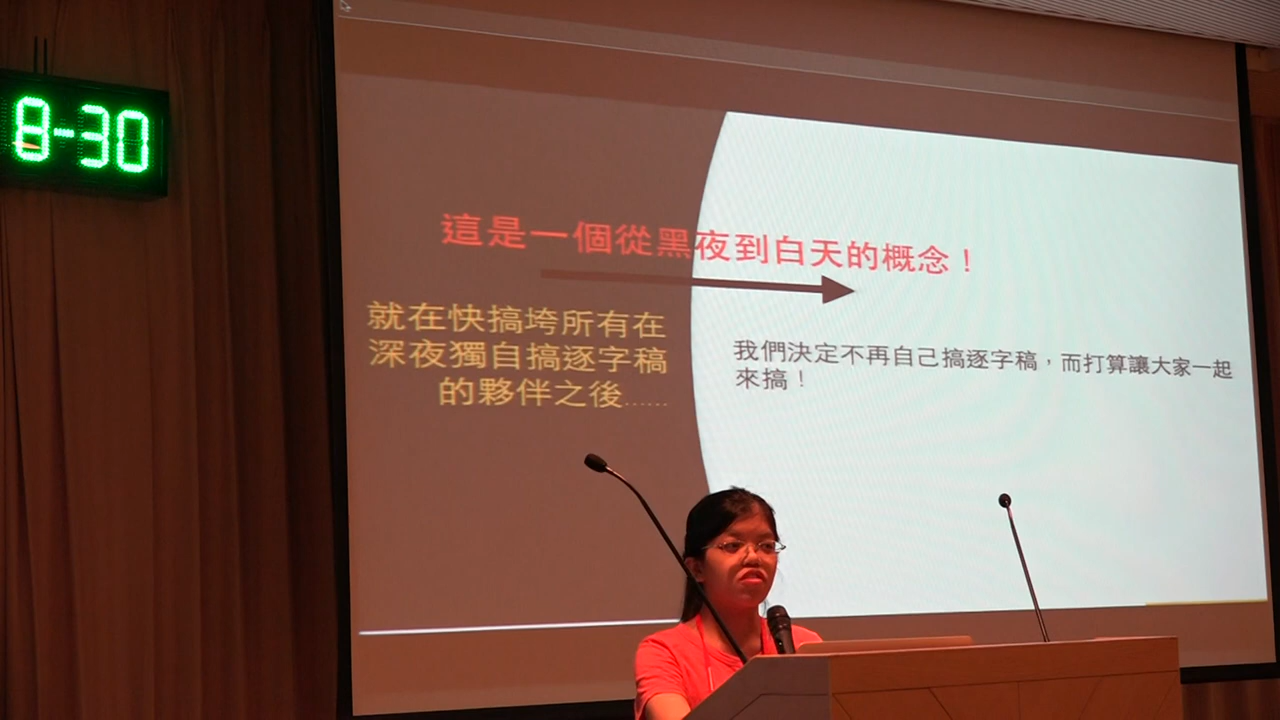 8-30
這是一個從黑夜到白天的概念！
就在快搞垮所有在
深夜獨自搞逐字稿
的夥伴之後......
我們決定不再自己搞逐字稿，而打算讓大家一起
來搞！